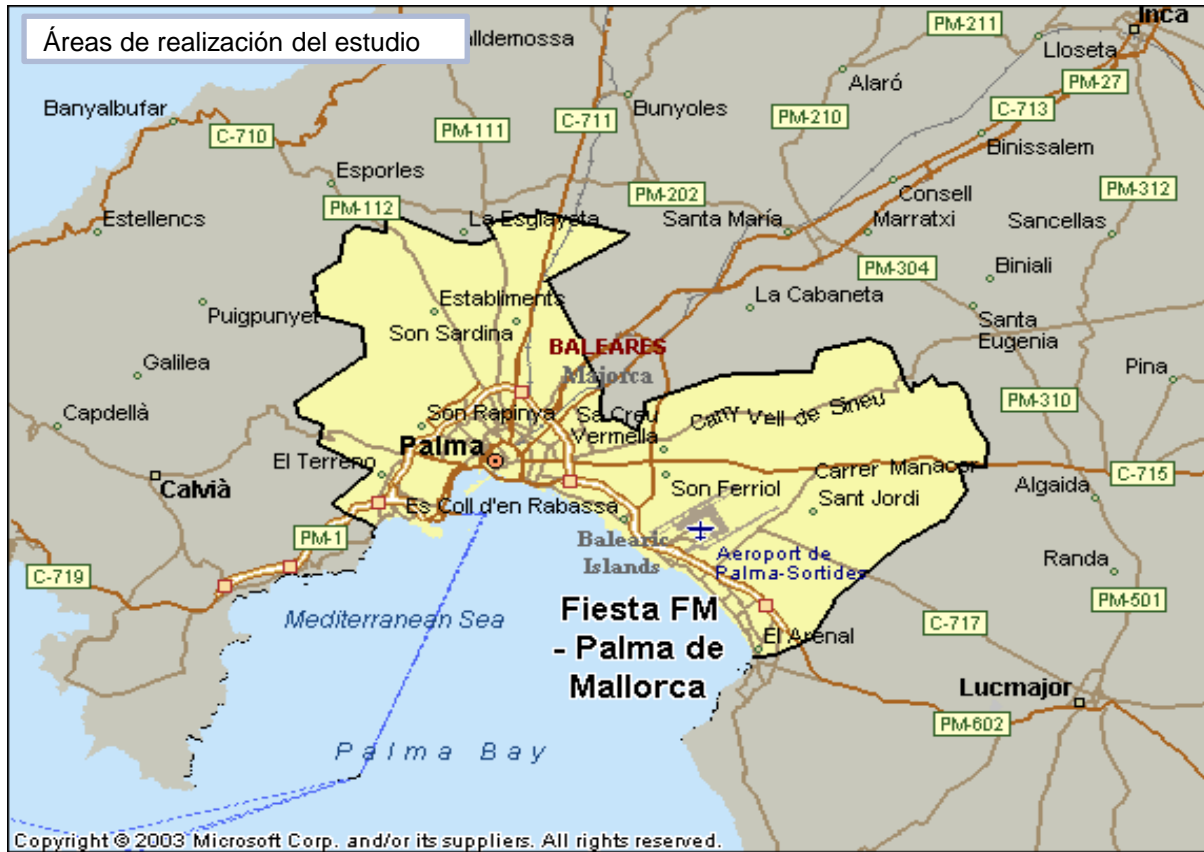 Áreas de realización del estudio
lldemossa
PM-211
Inca
Lloseta
Alaró
PM-27
Banyalbufar
C-710
PM-111
C-711
Bunyoles
PM-210
C-713
Binissalem
Esporles
PM-112
PM-202
Consell
PM-312
Estellencs
La Esglayeta
Santa María
Marratxi
Sancellas
PM-304
Biniali
Puigpunyet
Establiments
La Cabaneta
Son Sardina
Santa
Eugenia
BALEARES
Majorca
Galilea
Pina
PM-310
Capdellà
Son Rapinya
Sa Creu
Vermella
Camy Vell de Sineu
Palma
El Terreno
Carrer Manacor
C-715
Calvià
Son Ferriol
Sant Jordi
Algaida
Es Coll d'en Rabassa
PM-1
Balearic
Islands
Aeroport de
Palma-Sortides
Randa
C-719
PM-501
Mediterranean Sea
Fiesta FM
- Palma de
Mallorca
C-717
El Arenal
Lucmajor
PM-602
Palma Bay
Copyright © 2003 Microsoft Corp. and/or its suppliers. All rights reserved.